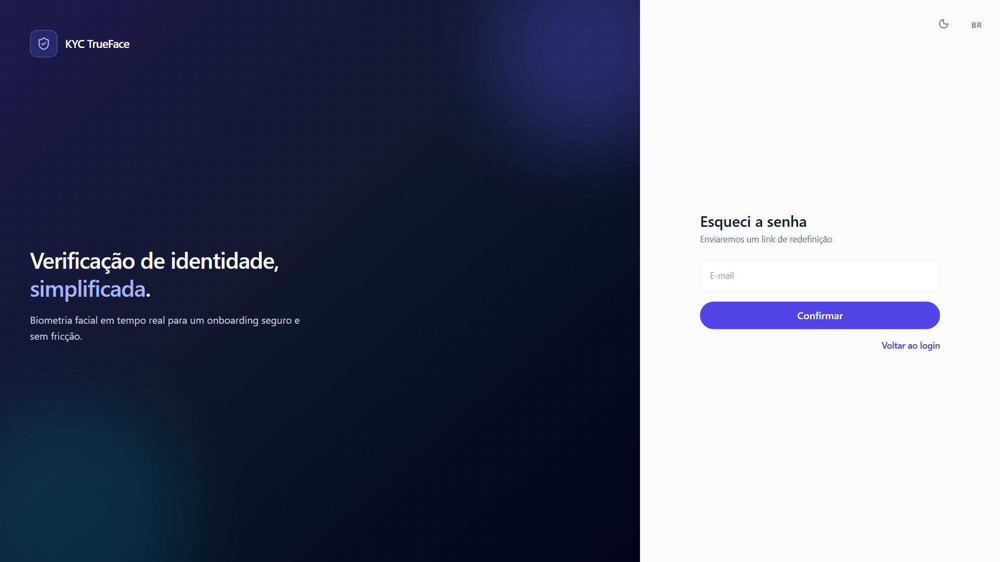 KYC TrueFace
Verificação de identidade,
simplificada.
Biometria facial em tempo real para um onboarding seguro e
sem fricção.
BR
Esqueci a senha
Enviaremos um link de redefinição
E-mail
Confirmar
Voltar ao login